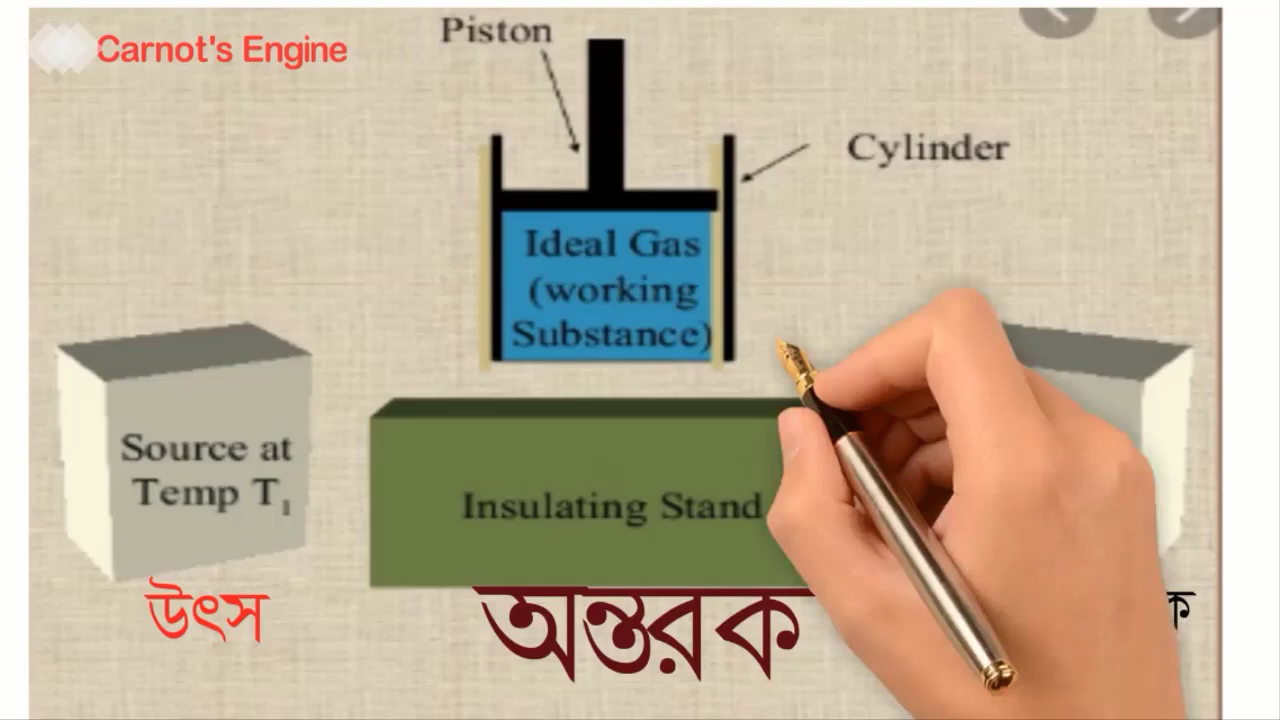 Carnot's Engine
Piston
Cylinder
Ideal Gas
(working
Substance)
Source at
Temp T₁
Insulating Stand
উৎস
অন্তরক